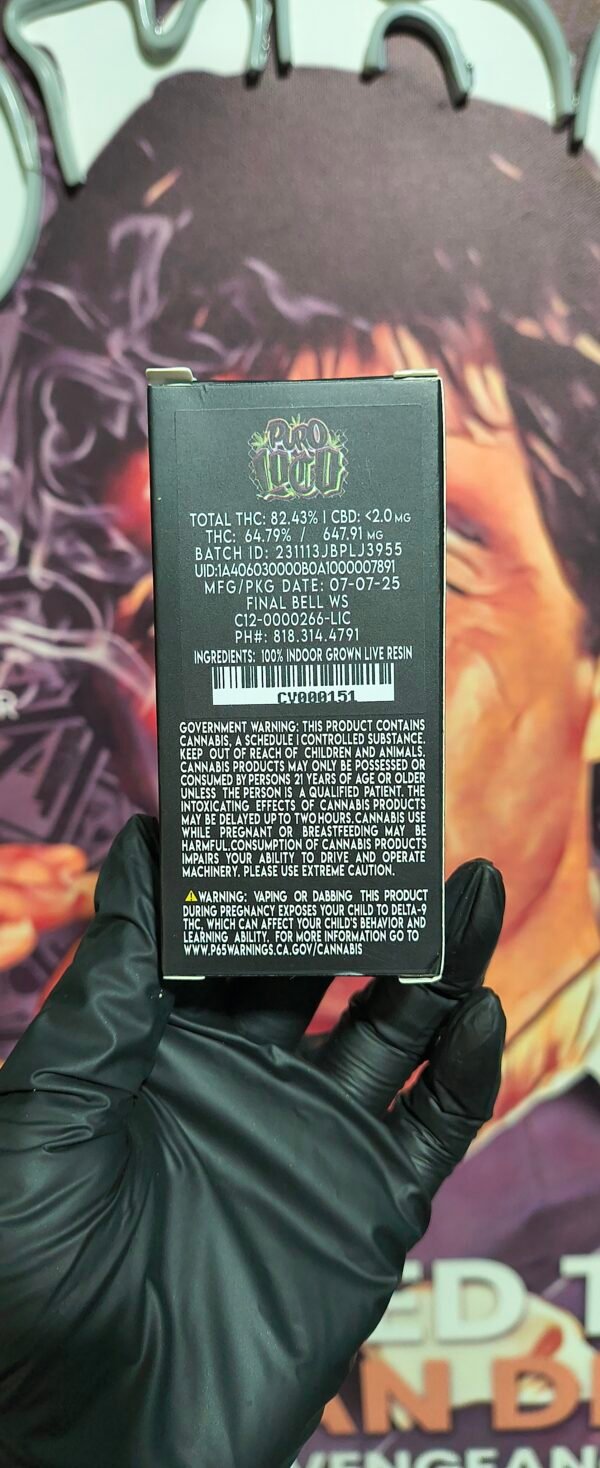 PURO
LOCO
TOTAL THC: 82.43% | CBD: <2.0 MG
THC: 64.79% / 647.91 MG
BATCH ID: 231113JBPLJ3955
UID:1A406030000B0A1000007891
MFG/PKG DATE: 07-07-25
FINAL BELL WS
C12-0000266-LIC
PH#: 818.314.4791
INGREDIENTS: 100% INDOOR GROWN LIVE RESIN
CV000151
GOVERNMENT WARNING: THIS PRODUCT CONTAINS
CANNABIS, A SCHEDULE I CONTROLLED SUBSTANCE.
KEEP OUT OF REACH OF CHILDREN AND ANIMALS.
CANNABIS PRODUCTS MAY ONLY BE POSSESSED OR
CONSUMED BY PERSONS 21 YEARS OF AGE OR OLDER
UNLESS THE PERSON IS A QUALIFIED PATIENT. THE
INTOXICATING EFFECTS OF CANNABIS PRODUCTS
MAY BE DELAYED UP TO TWO HOURS.CANNABIS USE
WHILE PREGNANT OR BREASTFEEDING MAY BE
HARMFUL.CONSUMPTION OF CANNABIS PRODUCTS
IMPAIRS YOUR ABILITY TO DRIVE AND OPERATE
MACHINERY. PLEASE USE EXTREME CAUTION.
⚠WARNING: VAPING OR DABBING THIS PRODUCT
DURING PREGNANCY EXPOSES YOUR CHILD TO DELTA-9
THC, WHICH CAN AFFECT YOUR CHILD'S BEHAVIOR AND
LEARNING ABILITY. FOR MORE INFORMATION GO TO
WWW.P65WARNINGS.CA.GOV/CANNABIS
ED T
AN D
VENGEAN